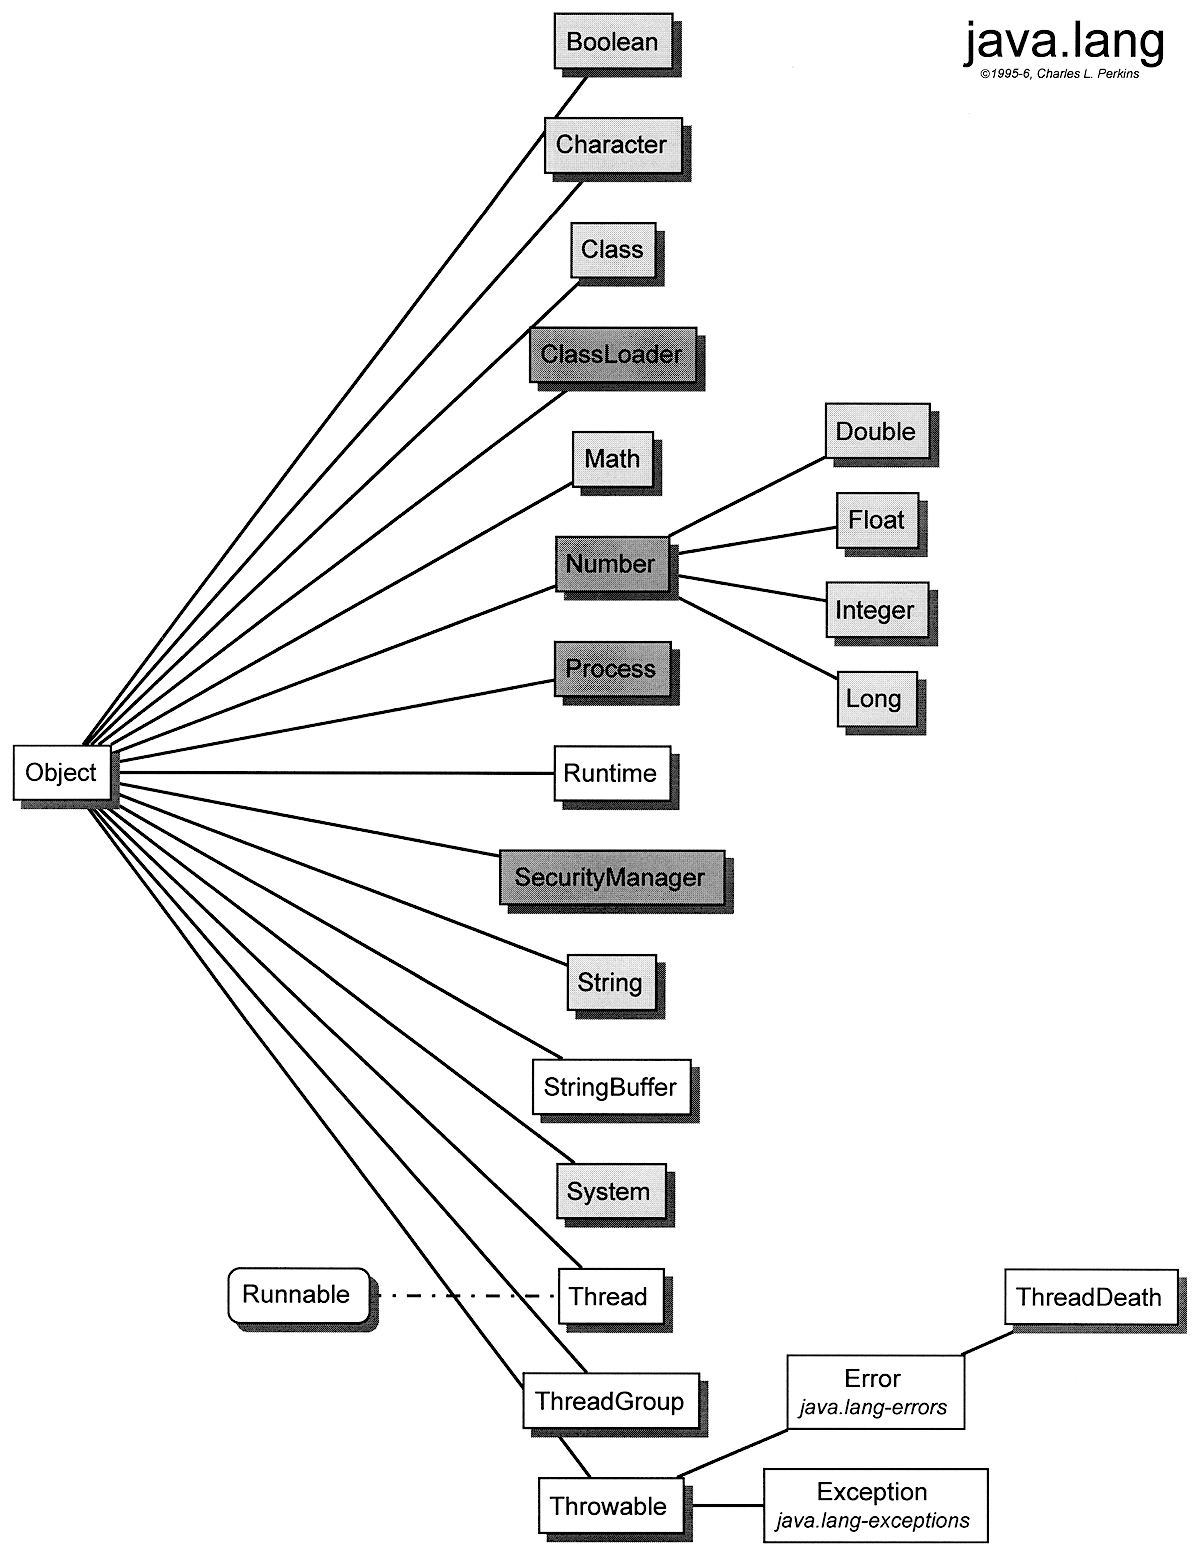 java.lang
©1995-6, Charles L. Perkins
Boolean
Character
Class
ClassLoader
Math
Number
Process
Object
Runtime
SecurityManager
String
StringBuffer
System
Runnable
Thread
ThreadGroup
Throwable
Double
Float
Integer
Long
ThreadDeath
Error
java.lang-errors
Exception
java.lang-exceptions